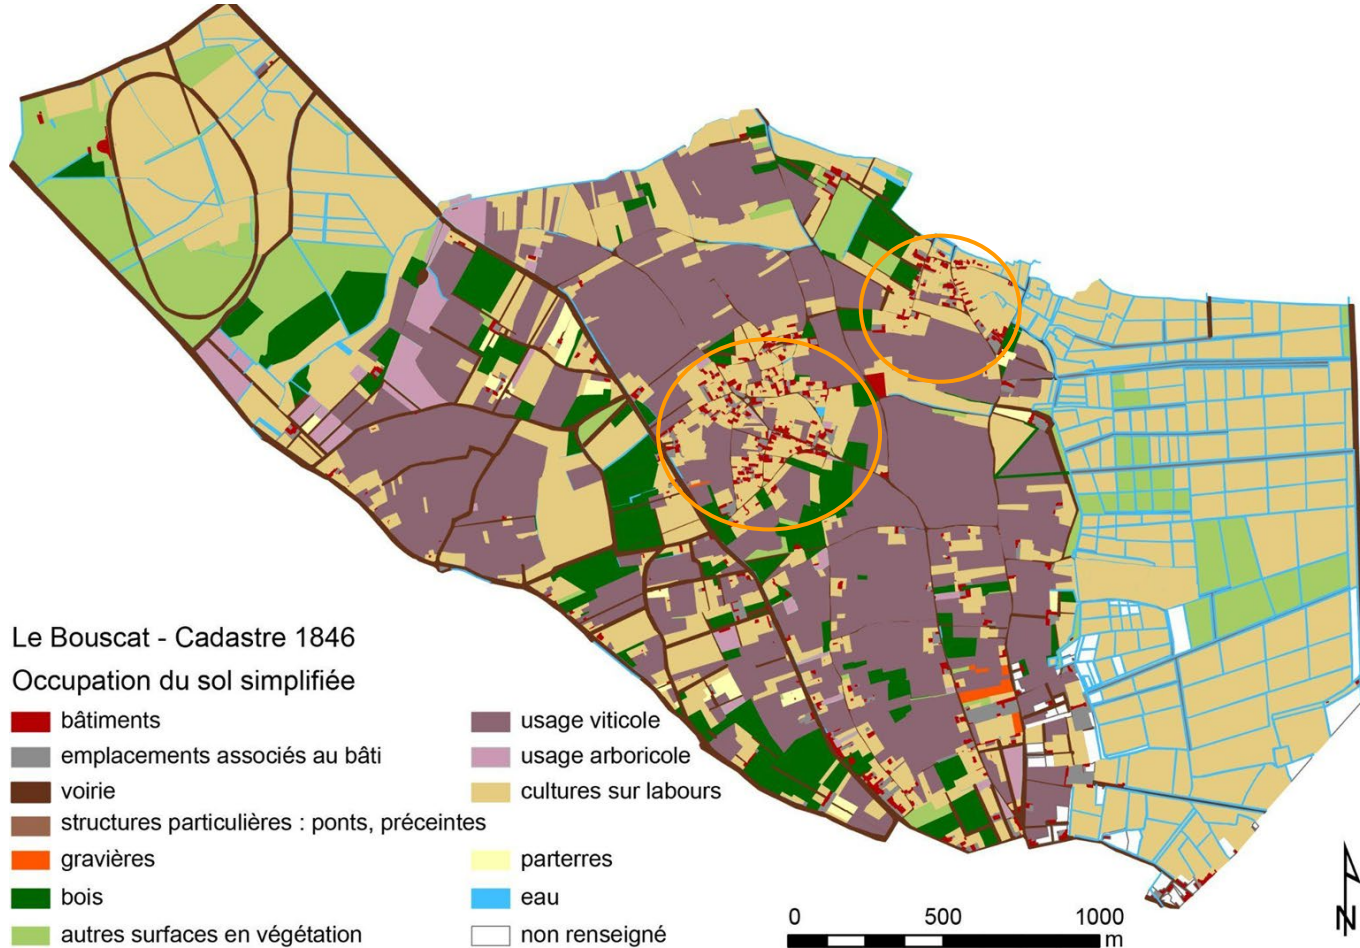 Le Bouscat - Cadastre 1846
Occupation du sol simplifiée
bâtiments
emplacements associés au bâti
voirie
structures particulières : ponts, préceintes
gravières
bois
autres surfaces en végétation
usage viticole
usage arboricole
cultures sur labours
parterres
eau
non renseigné
0 500 1000
m
N